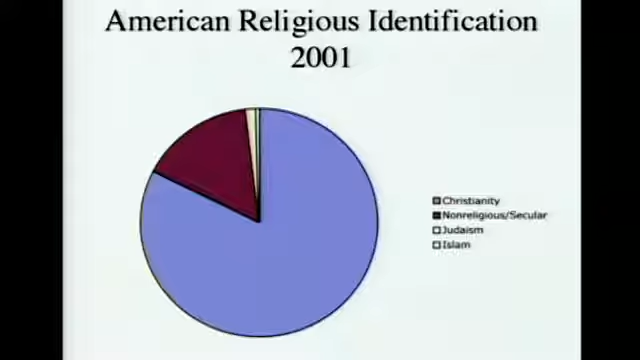 American Religious Identification
2001
Christianity
Nonreligious/Secular
Judaism
Islam